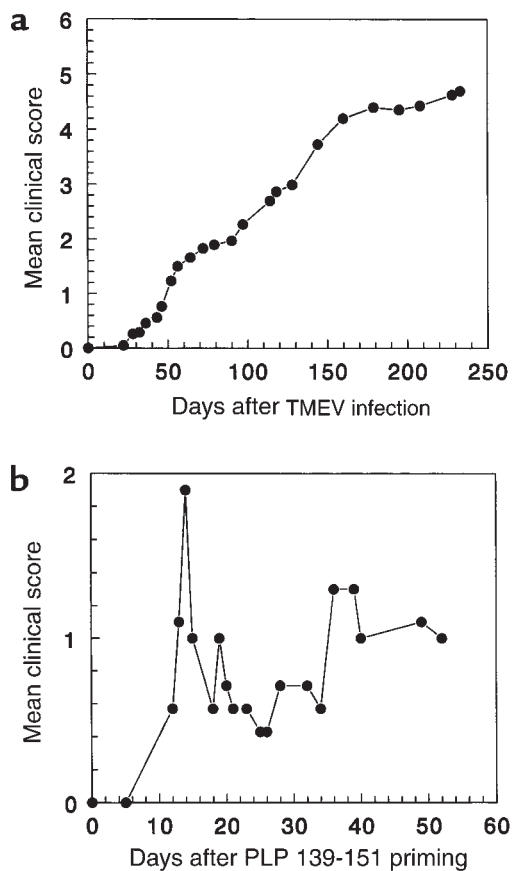 a
6
5
4
3
2
1
0
Mean clinical score
0 50 100 150 200 250
Days after TMEV infection
b
2
1
0
Mean clinical score
0 10 20 30 40 50 60
Days after PLP 139-151 priming